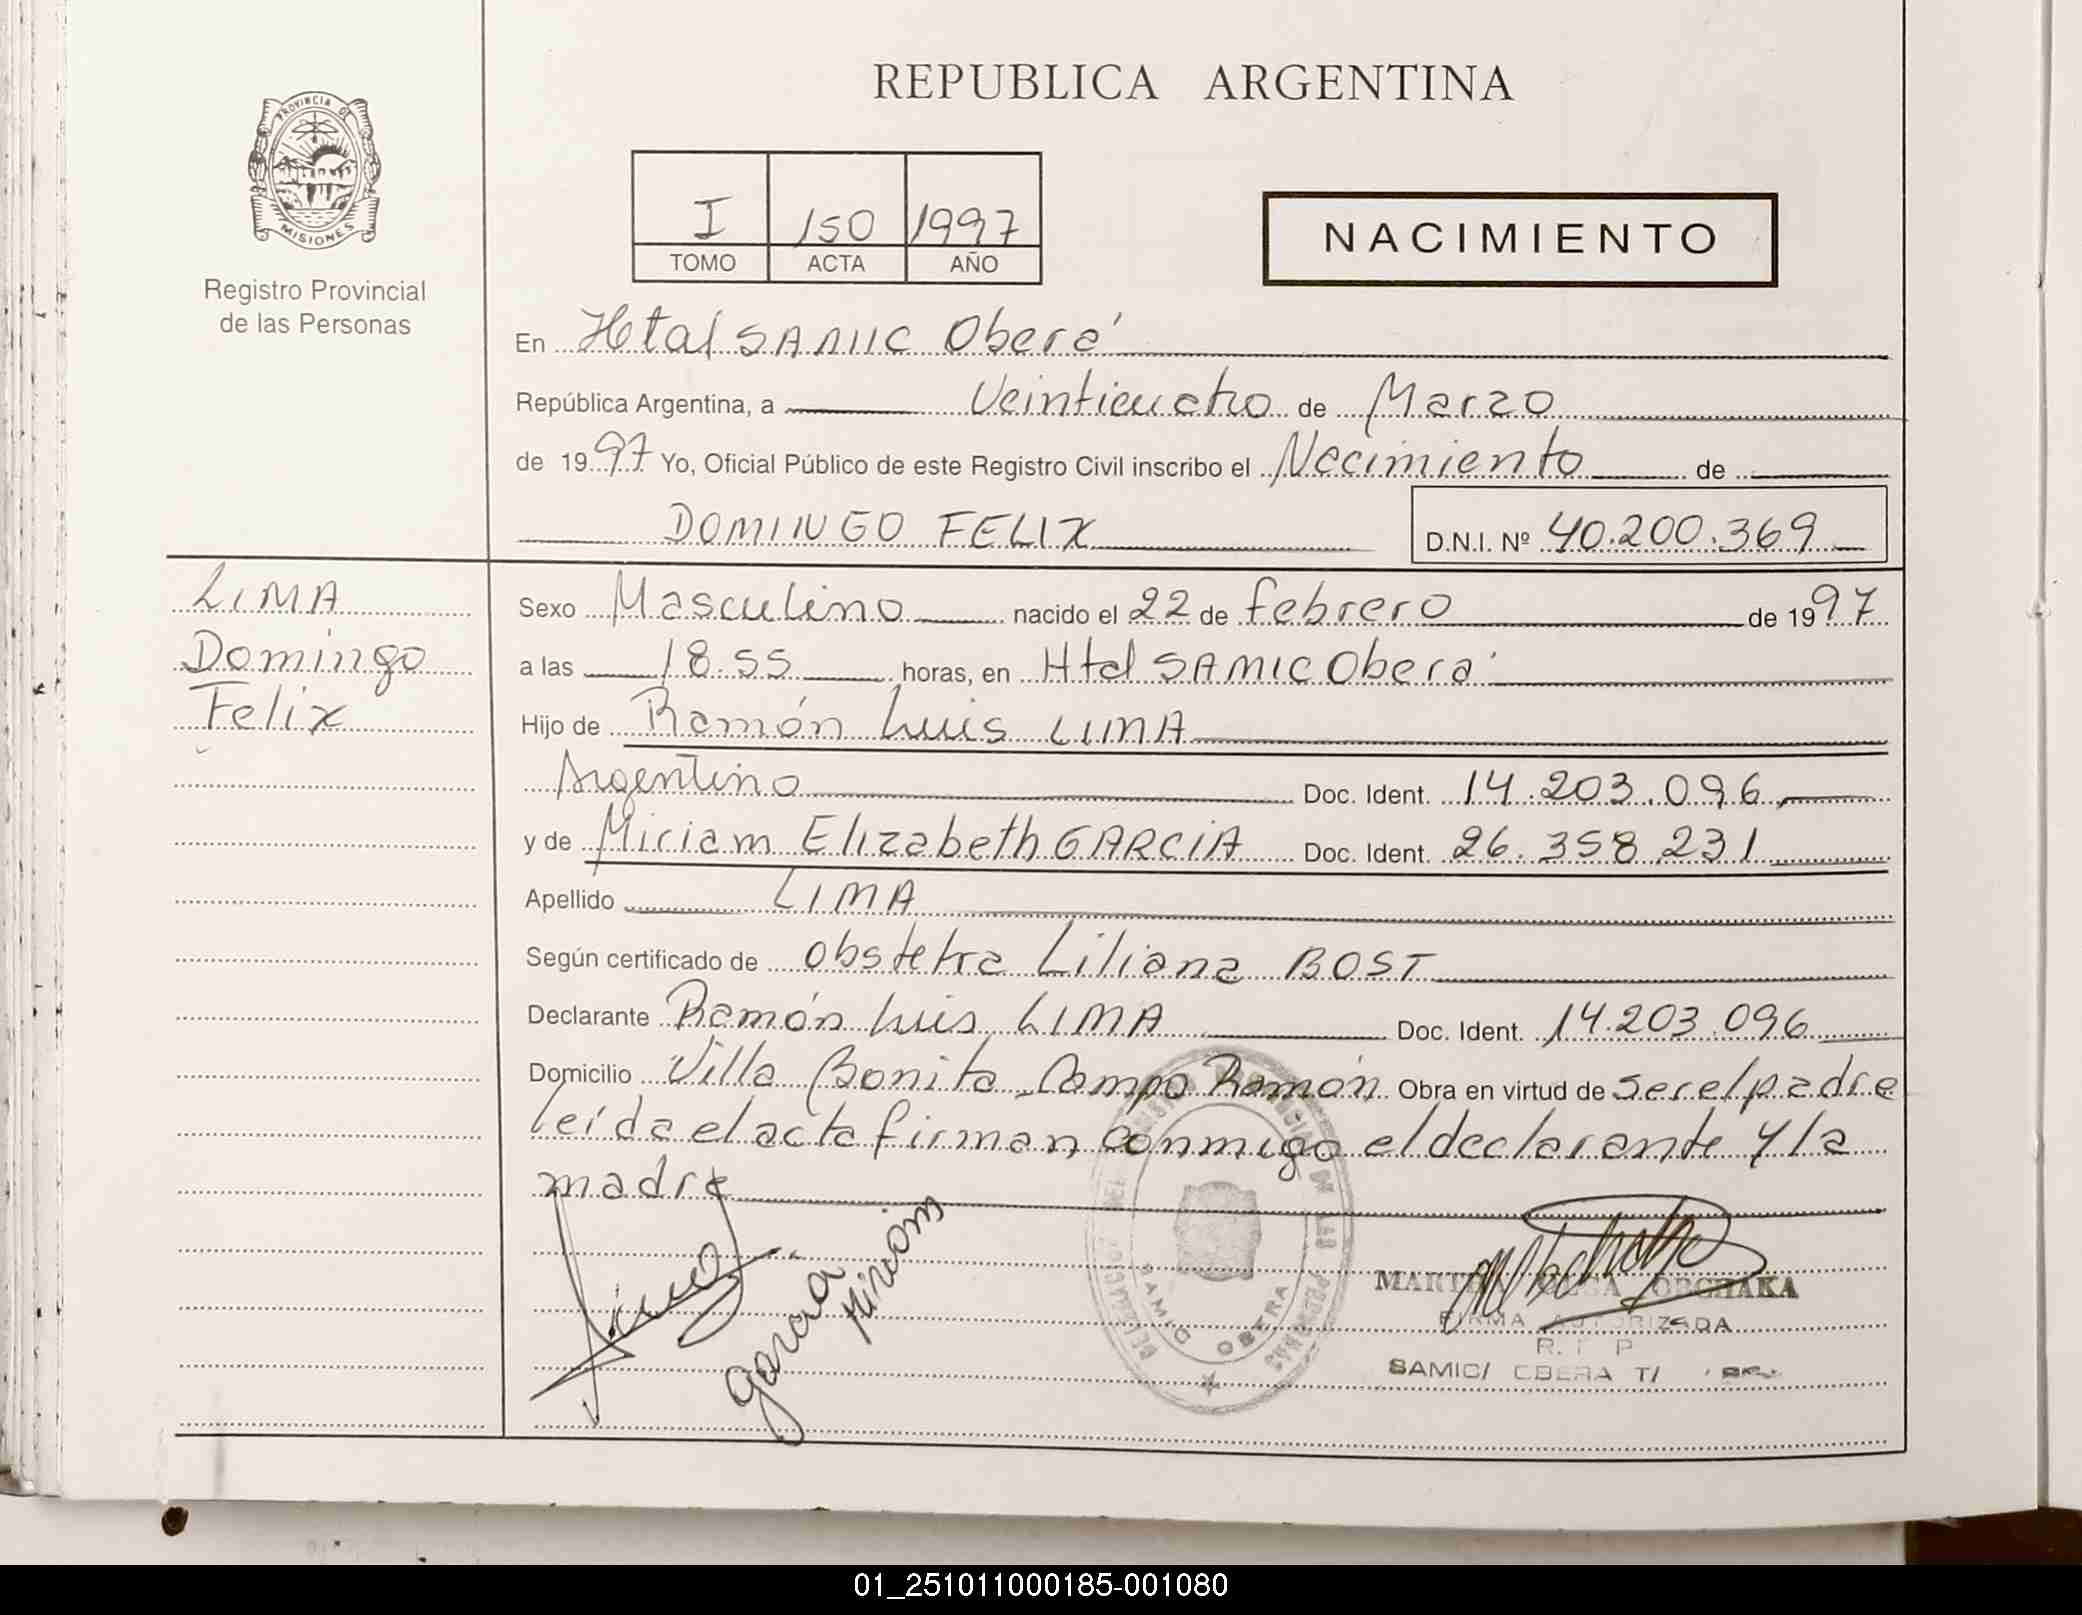 REPUBLICA ARGENTINA
PROVINCIA DE
MISIONES
Registro Provincial
de las Personas
I 150 1997
TOMO ACTA AÑO
NACIMIENTO
En Htal SAMIC Oberá
República Argentina, a Veinticuatro de Marzo
de 1997 Yo, Oficial Público de este Registro Civil inscribo el Nacimiento de
DOMINGO FELIX D.N.I. Nº 40.200.369
LIMA
Domingo
Felix
Sexo Masculino nacido el 22 de febrero de 1997
a las 18.55 horas, en Htal SAMIC Oberá
Hijo de Ramón Luis LIMA
Argentino Doc. Ident. 14.203.096
y de Miriam Elizabeth GARCIA Doc. Ident. 26.358.231
Apellido LIMA
Según certificado de obstetra Liliana BOST
Declarante Ramón Luis LIMA Doc. Ident. 14.203.096
Domicilio Villa Bonita Campo Ramón Obra en virtud de ser el padre
leída el acta firman conmigo el declarante y la
madre
Garcia Miriam
SAMIC OBERA
FIRMA AUTORIZADA
SAMIC/ OBERA
01_251011000185-001080